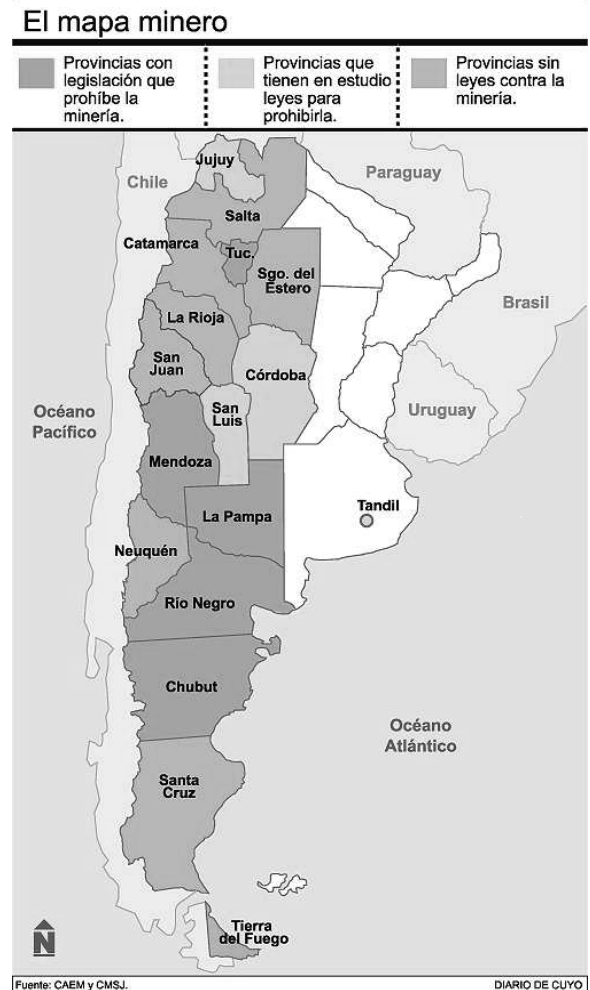 El mapa minero
Provincias con
legislación que
prohíbe la
minería.
Provincias que
tienen en estudio
leyes para
prohibirla.
Provincias sin
leyes contra la
minería.
Jujuy
Paraguay
Chile
Salta
Catamarca
Tuc.
Sgo. del
Estero
Brasil
La Rioja
San
Juan
Córdoba
San
Luis
Océano
Pacífico
Uruguay
Mendoza
Tandil
La Pampa
Neuquén
Río Negro
Chubut
Océano
Atlántico
Santa
Cruz
Tierra
del Fuego
N
Fuente: CAEM y CMSJ.
DIARIO DE CUYO